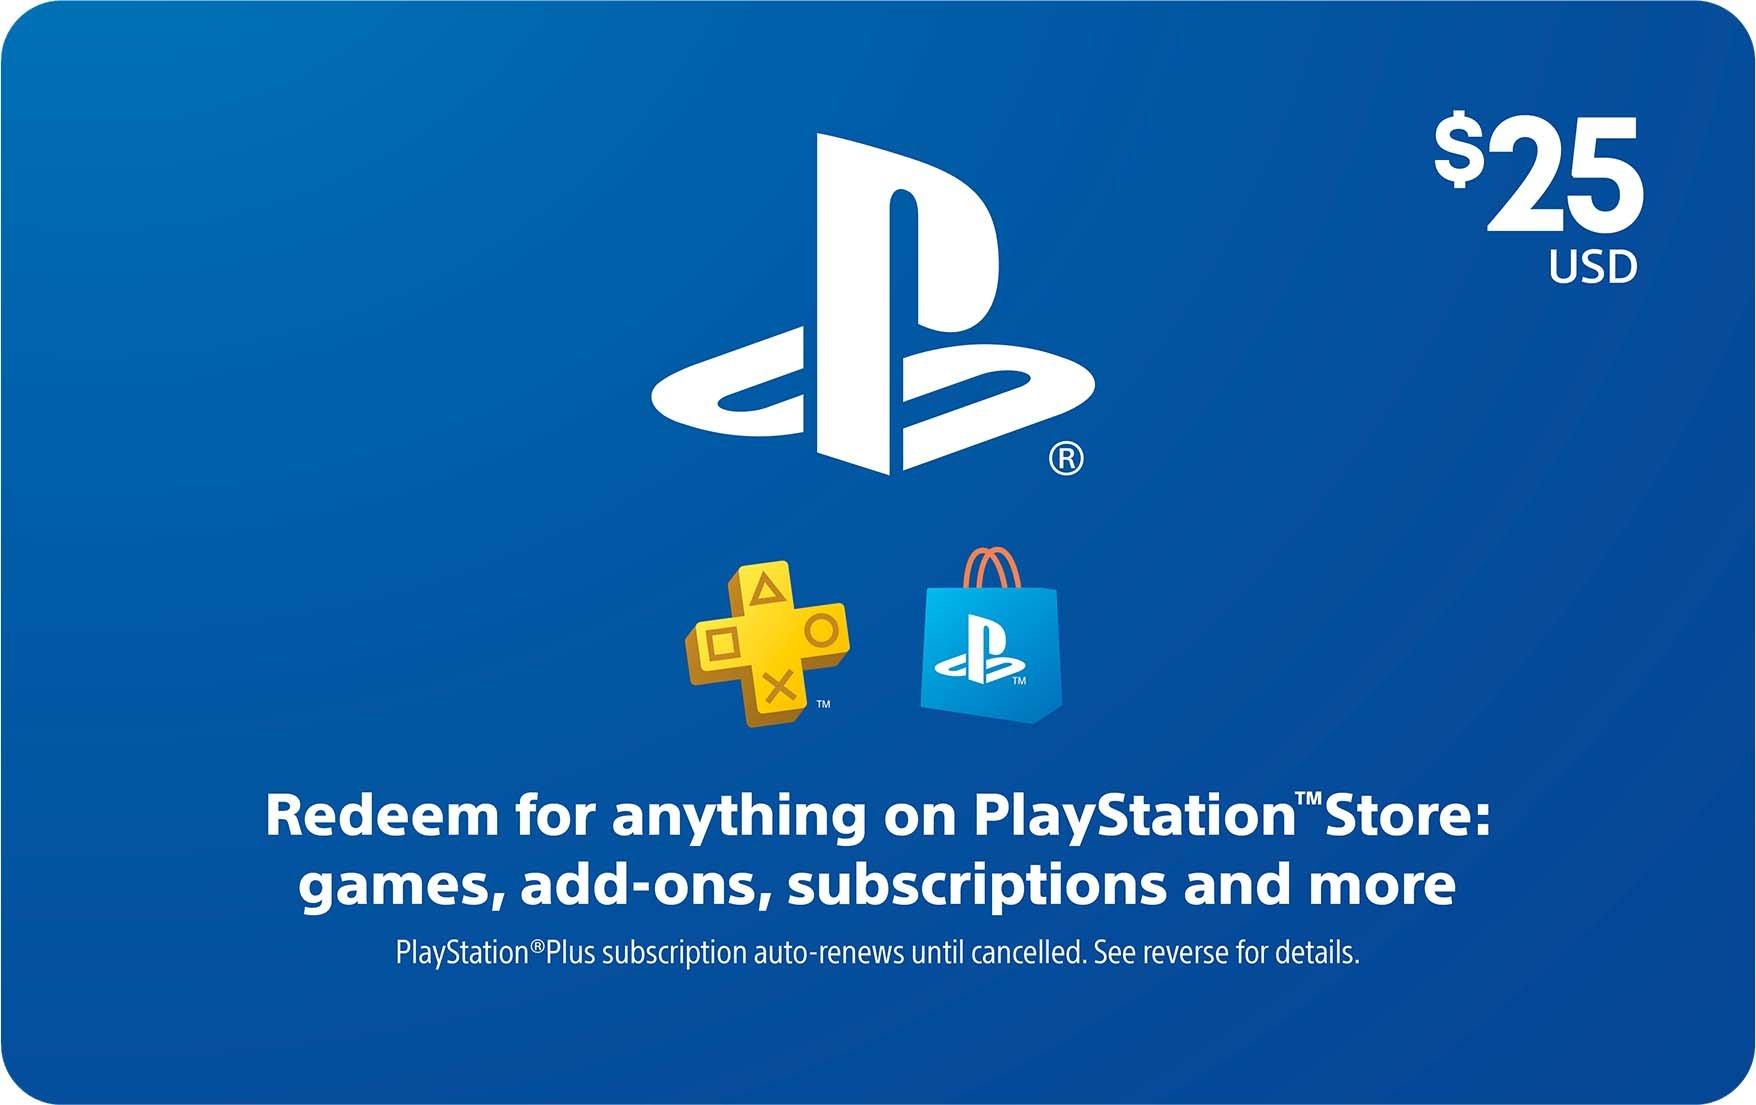 $25
USD
®
TM
TM
Redeem for anything on PlayStation™Store:
games, add-ons, subscriptions and more
PlayStation®Plus subscription auto-renews until cancelled. See reverse for details.